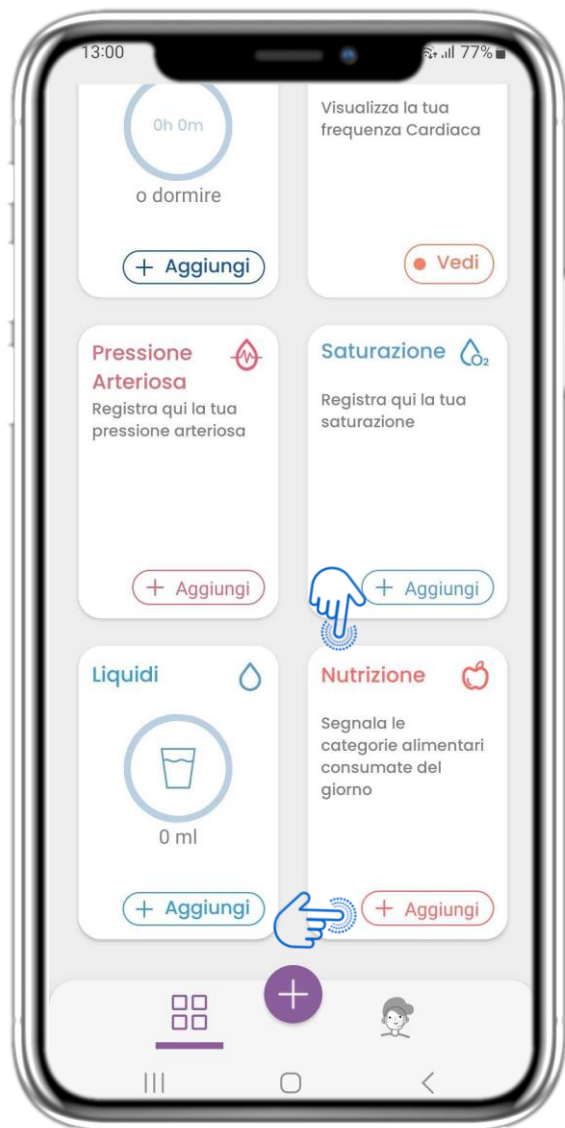 13:00
77%
0h 0m
o dormire
+ Aggiungi
Visualizza la tua
frequenza Cardiaca
Vedi
Pressione
Arteriosa
Registra qui la tua
pressione arteriosa
+ Aggiungi
Saturazione
O2
Registra qui la tua
saturazione
+ Aggiungi
Liquidi
0 ml
+ Aggiungi
Nutrizione
Segnala le
categorie alimentari
consumate del
giorno
+ Aggiungi